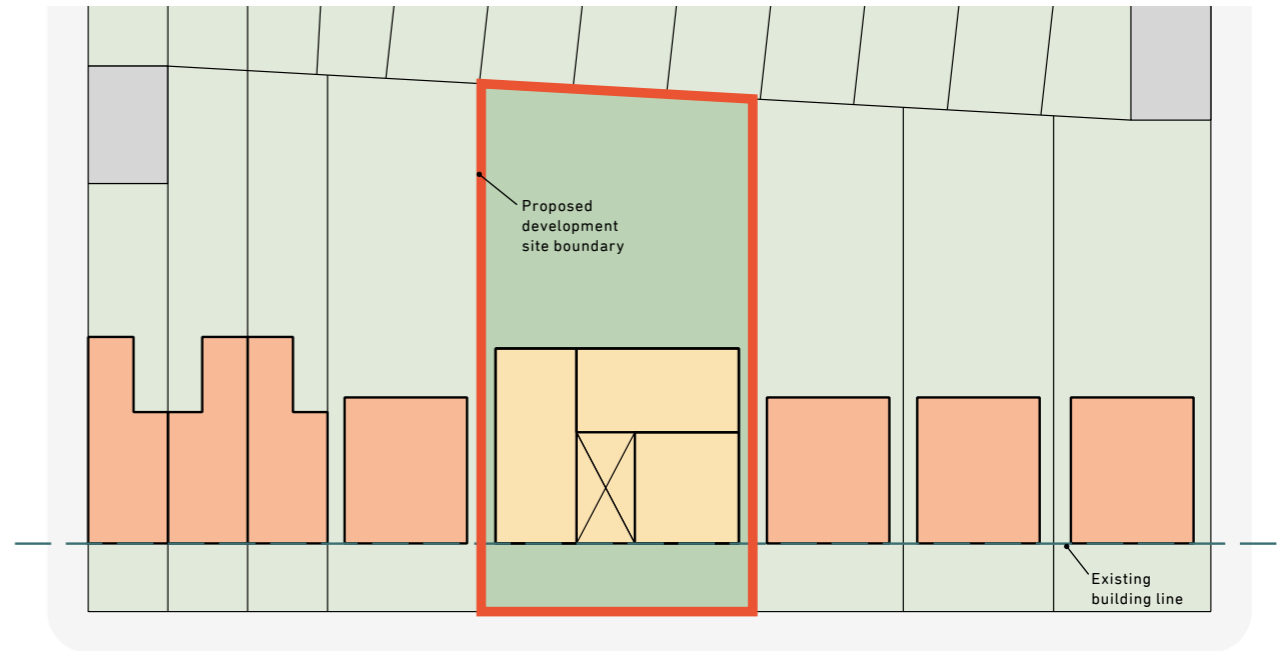 Proposed
development
site boundary
Existing
building line